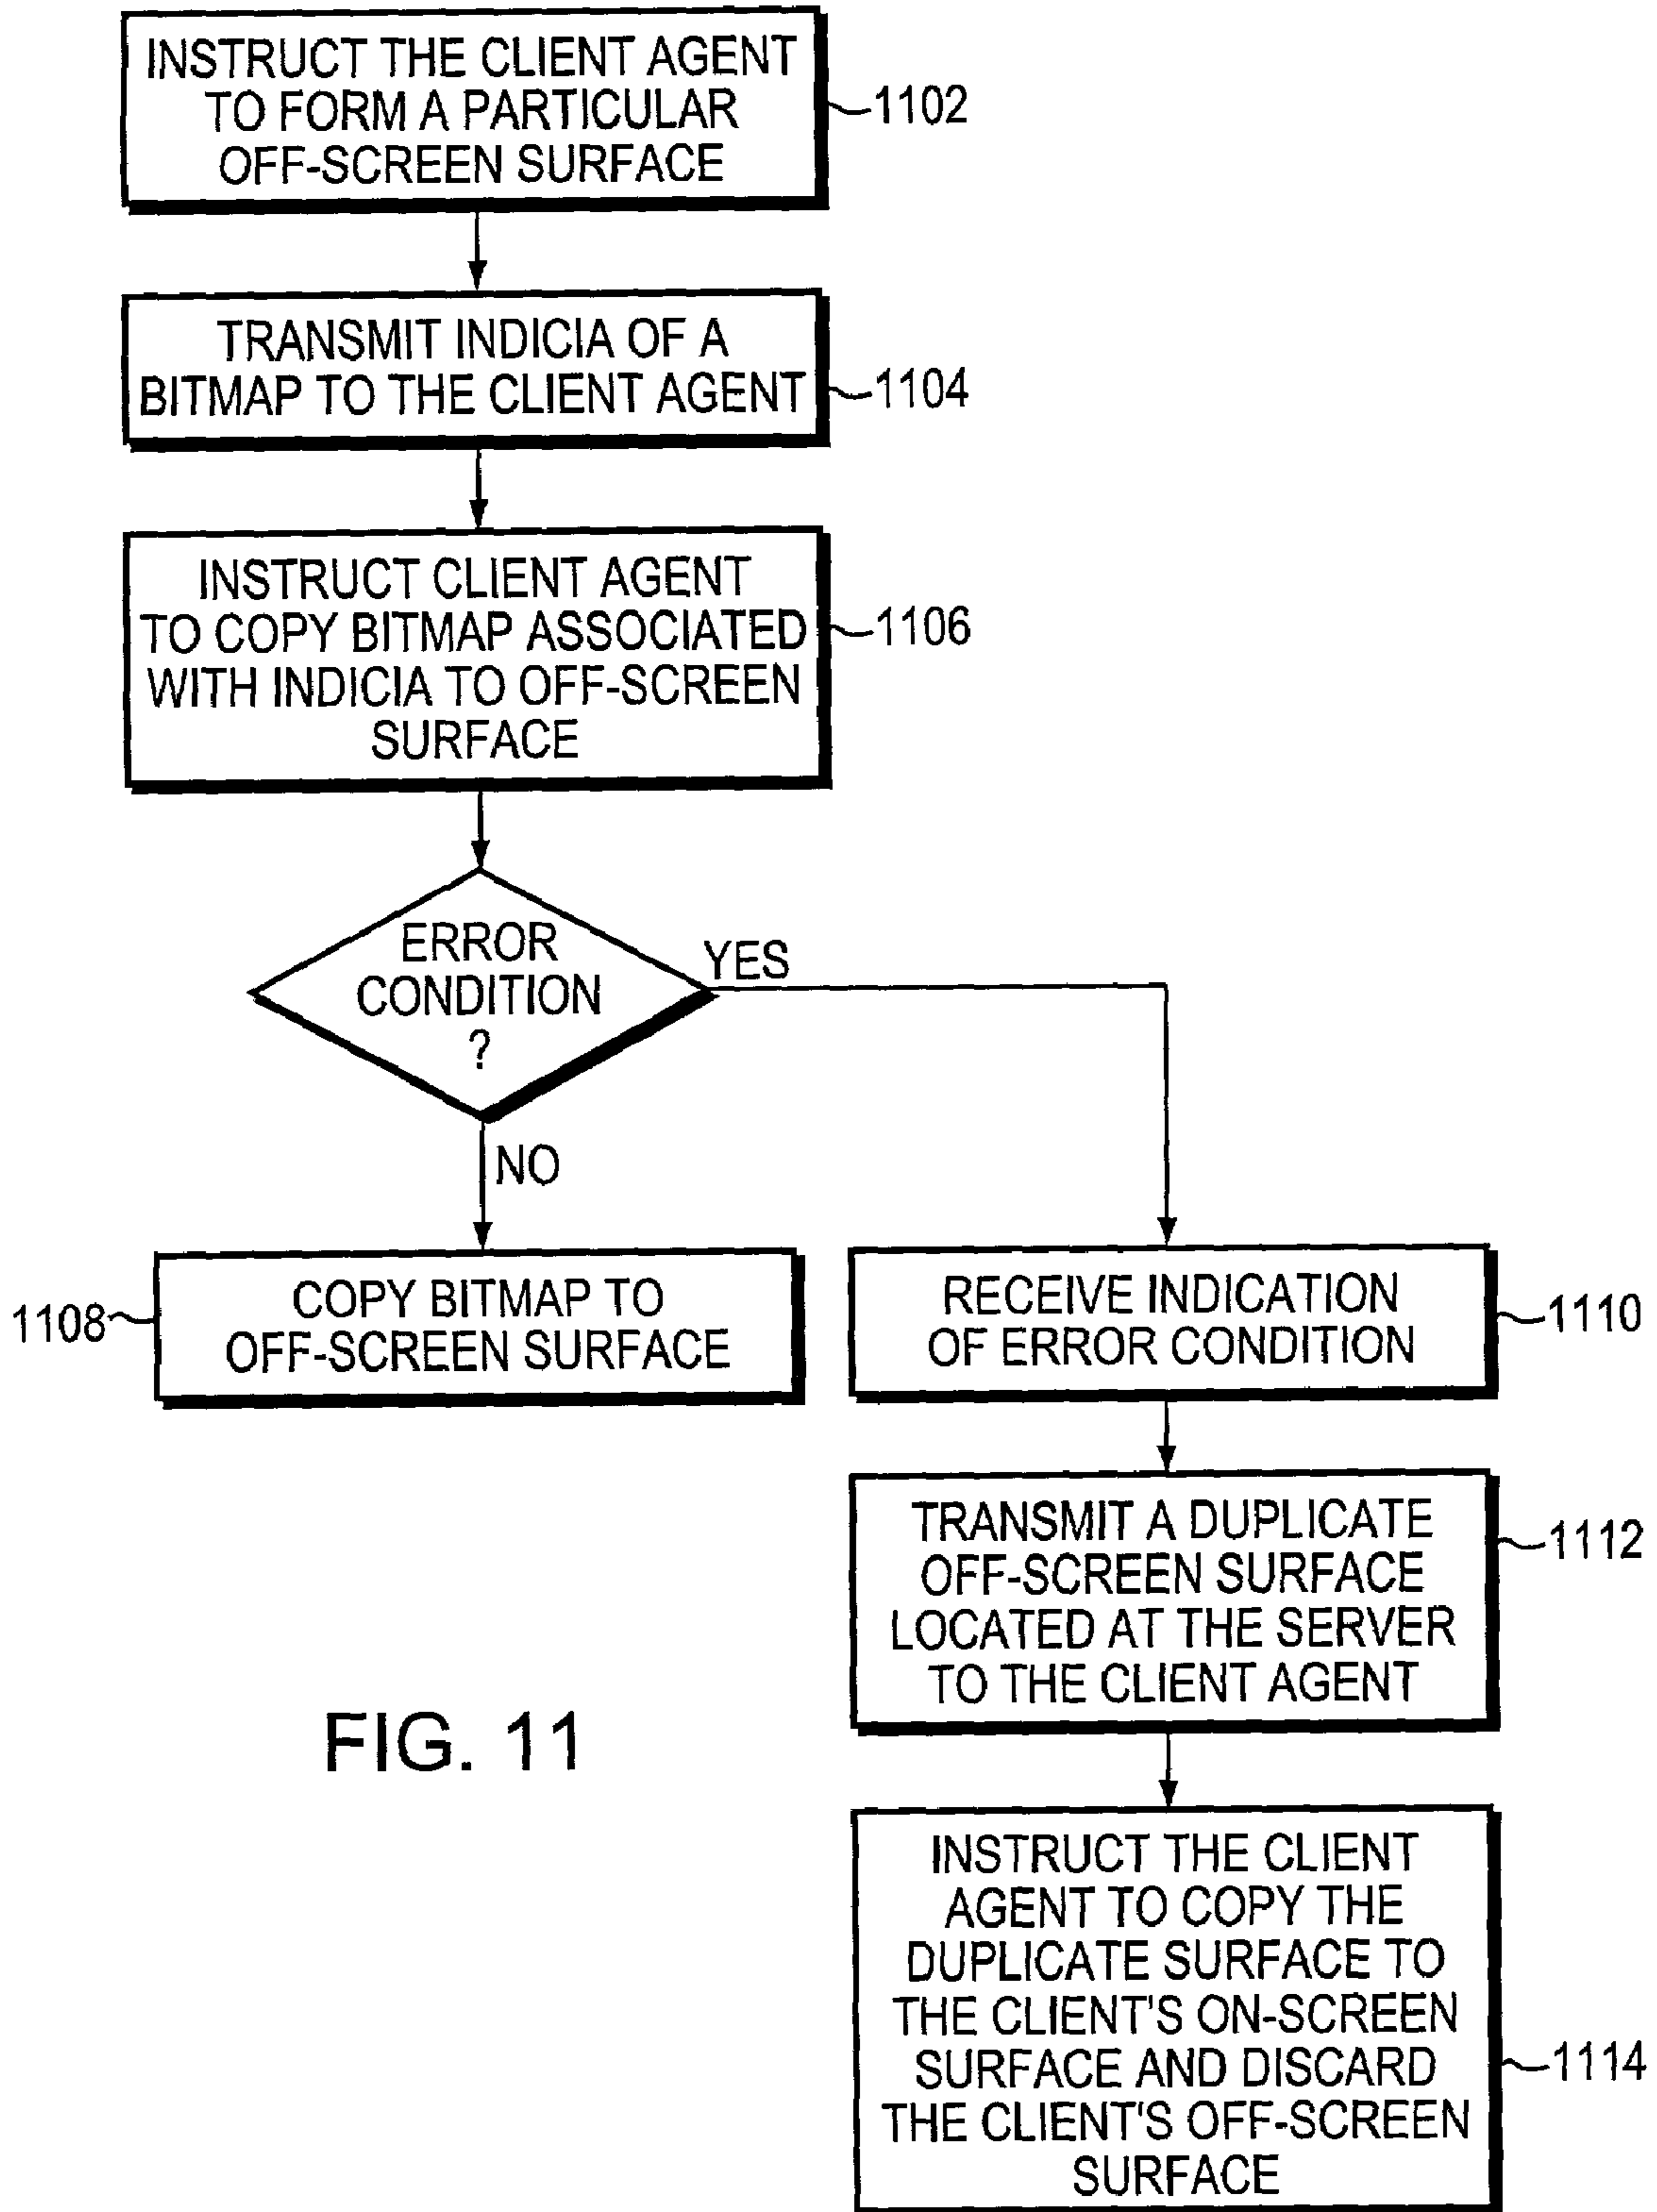 INSTRUCT THE CLIENT AGENT
TO FORM A PARTICULAR
OFF-SCREEN SURFACE
1102
TRANSMIT INDICIA OF A
BITMAP TO THE CLIENT AGENT
1104
INSTRUCT CLIENT AGENT
TO COPY BITMAP ASSOCIATED
WITH INDICIA TO OFF-SCREEN
SURFACE
1106
ERROR
CONDITION
?
YES
NO
1108
COPY BITMAP TO
OFF-SCREEN SURFACE
RECEIVE INDICATION
OF ERROR CONDITION
1110
TRANSMIT A DUPLICATE
OFF-SCREEN SURFACE
LOCATED AT THE SERVER
TO THE CLIENT AGENT
1112
INSTRUCT THE CLIENT
AGENT TO COPY THE
DUPLICATE SURFACE TO
THE CLIENT'S ON-SCREEN
SURFACE AND DISCARD
THE CLIENT'S OFF-SCREEN
SURFACE
1114
FIG. 11